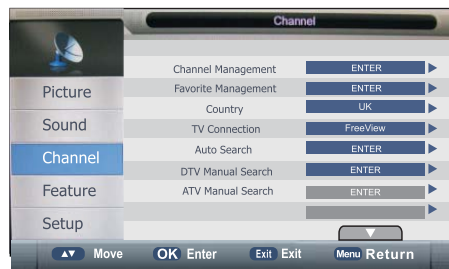 Channel
Channel Management ENTER
Favorite Management ENTER
Country UK
TV Connection FreeView
Auto Search ENTER
DTV Manual Search ENTER
ATV Manual Search ENTER
Picture
Sound
Channel
Feature
Setup
Move OK Enter Exit Exit Menu Return